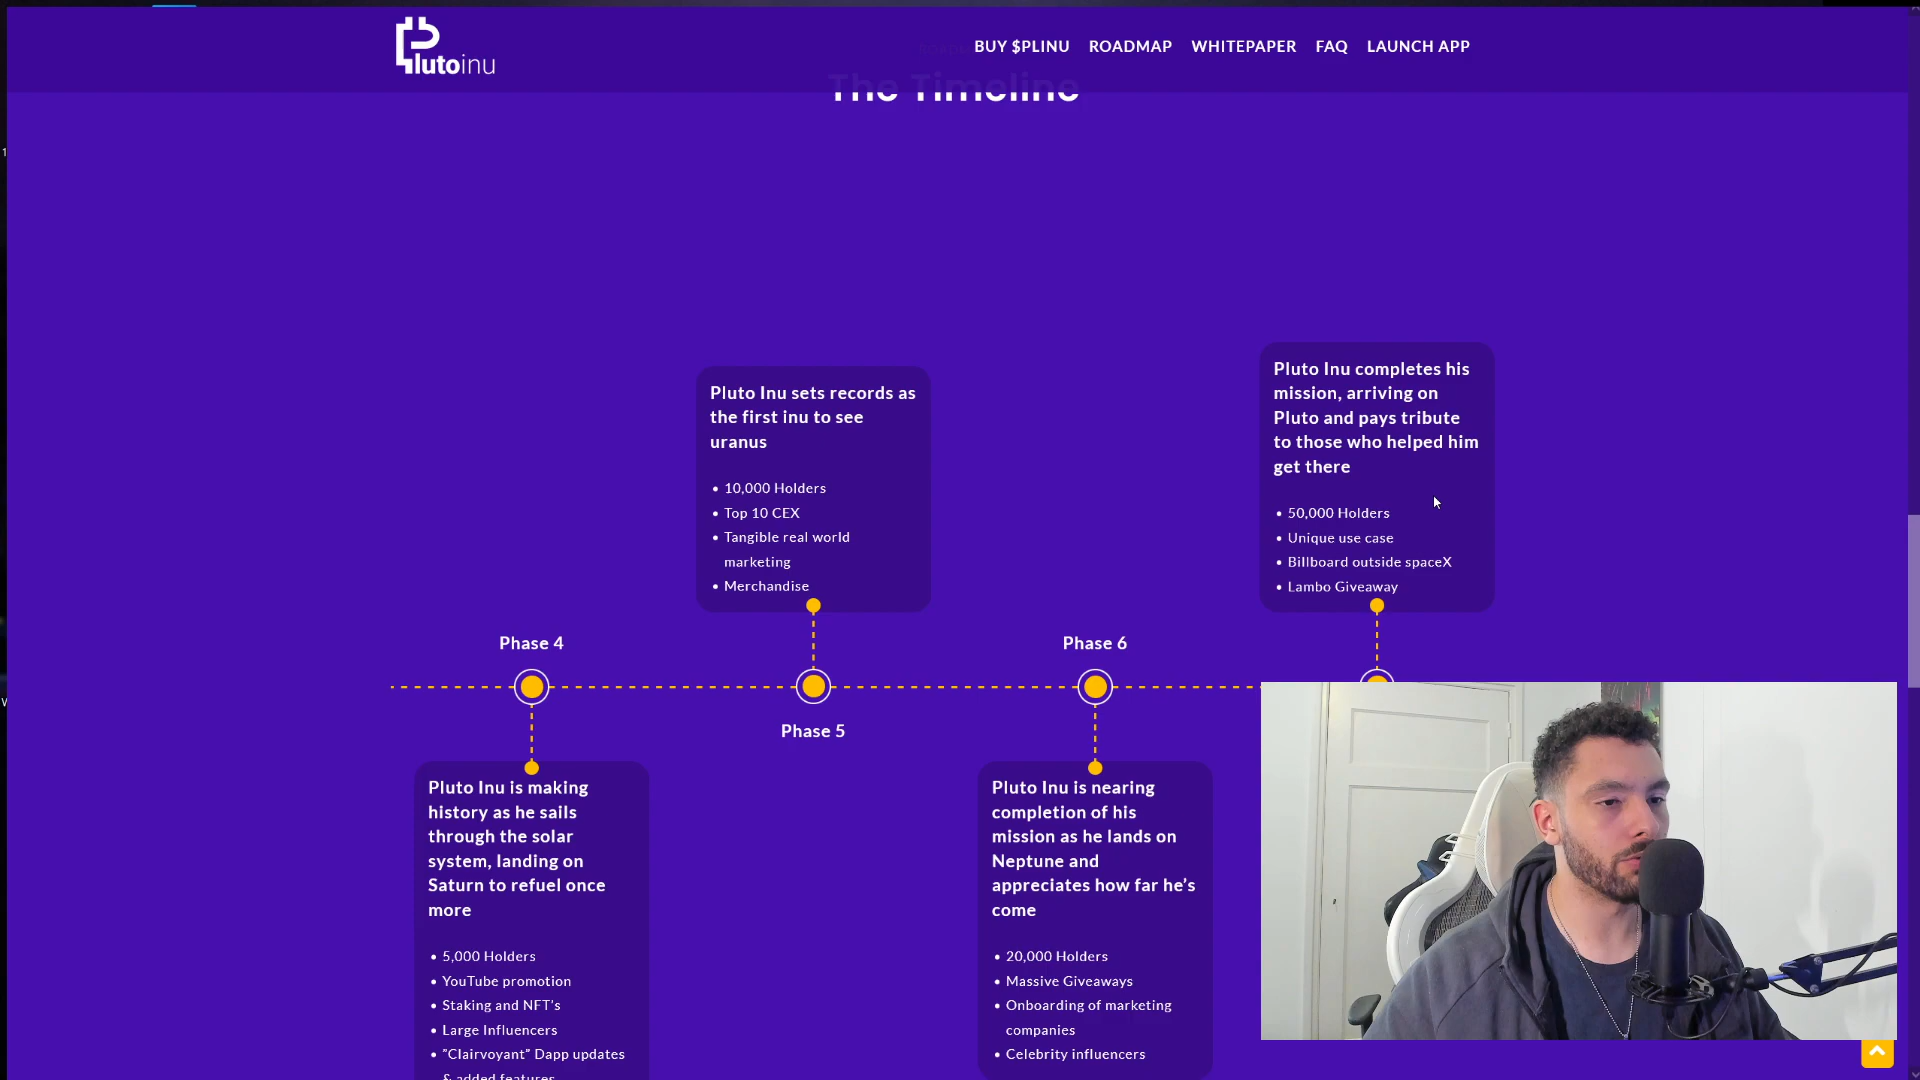 Plutoinu
BUY $PLINU ROADMAP WHITEPAPER FAQ LAUNCH APP
The Timeline
Pluto Inu sets records as
the first inu to see
uranus
• 10,000 Holders
• Top 10 CEX
• Tangible real world
marketing
• Merchandise
Pluto Inu completes his
mission, arriving on
Pluto and pays tribute
to those who helped him
get there
• 50,000 Holders
• Unique use case
• Billboard outside spaceX
• Lambo Giveaway
Phase 4
Phase 5
Phase 6
Pluto Inu is making
history as he sails
through the solar
system, landing on
Saturn to refuel once
more
• 5,000 Holders
• YouTube promotion
• Staking and NFT's
• Large Influencers
• ”Clairvoyant” Dapp updates
& added features
Pluto Inu is nearing
completion of his
mission as he lands on
Neptune and
appreciates how far he’s
come
• 20,000 Holders
• Massive Giveaways
• Onboarding of marketing
companies
• Celebrity influencers